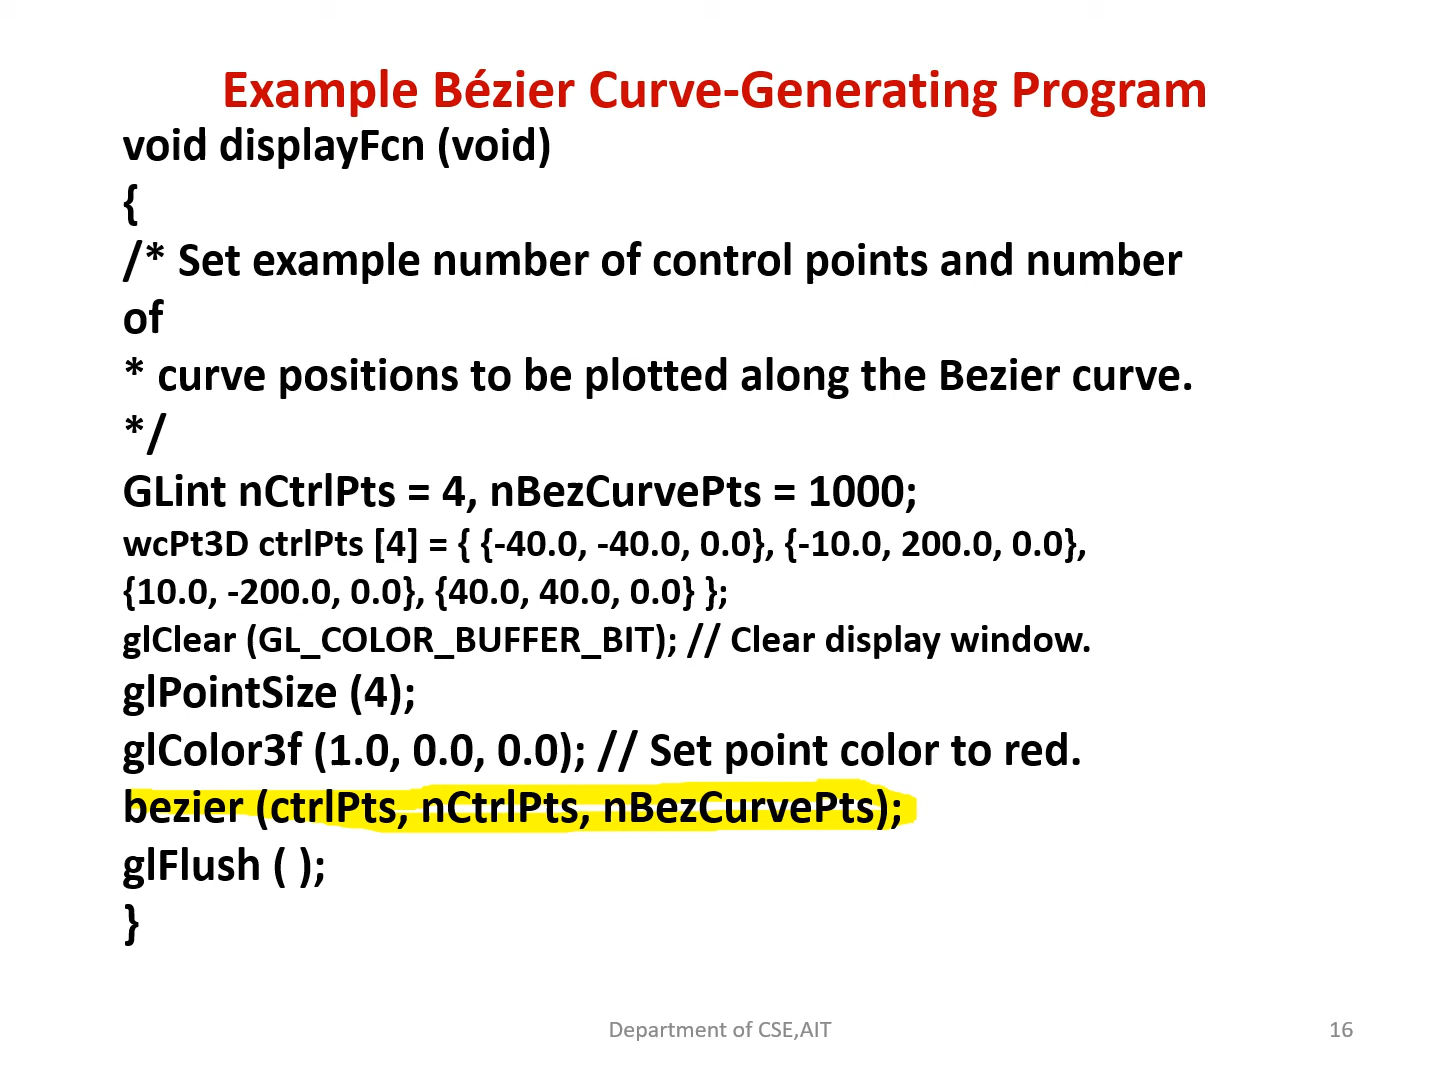 Example Bézier Curve-Generating Program
void displayFcn (void)
{
/* Set example number of control points and number
of
* curve positions to be plotted along the Bezier curve.
*/
GLint nCtrlPts = 4, nBezCurvePts = 1000;
wcPt3D ctrlPts [4] = { {-40.0, -40.0, 0.0}, {-10.0, 200.0, 0.0},
{10.0, -200.0, 0.0}, {40.0, 40.0, 0.0} };
glClear (GL_COLOR_BUFFER_BIT); // Clear display window.
glPointSize (4);
glColor3f (1.0, 0.0, 0.0); // Set point color to red.
bezier (ctrlPts, nCtrlPts, nBezCurvePts);
glFlush ( );
}
Department of CSE,AIT
16